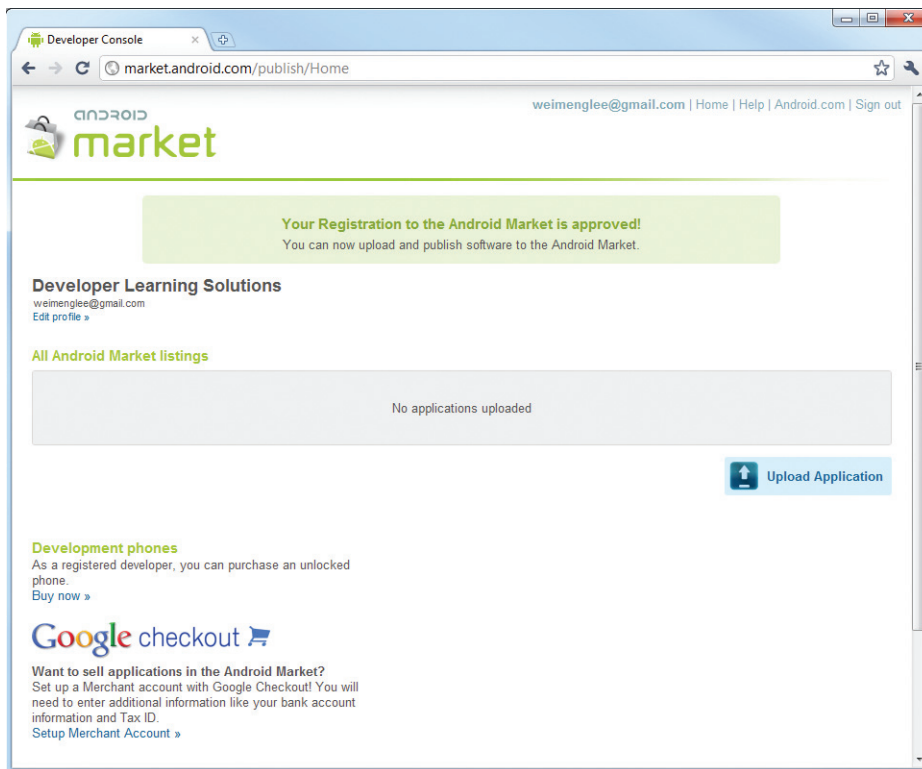 Developer Console
market.android.com/publish/Home
weimenglee@gmail.com | Home | Help | Android.com | Sign out
android
market
Your Registration to the Android Market is approved!
You can now upload and publish software to the Android Market.
Developer Learning Solutions
weimenglee@gmail.com
Edit profile »
All Android Market listings
No applications uploaded
Upload Application
Development phones
As a registered developer, you can purchase an unlocked
phone.
Buy now »
Google checkout
Want to sell applications in the Android Market?
Set up a Merchant account with Google Checkout! You will
need to enter additional information like your bank account
information and Tax ID.
Setup Merchant Account »